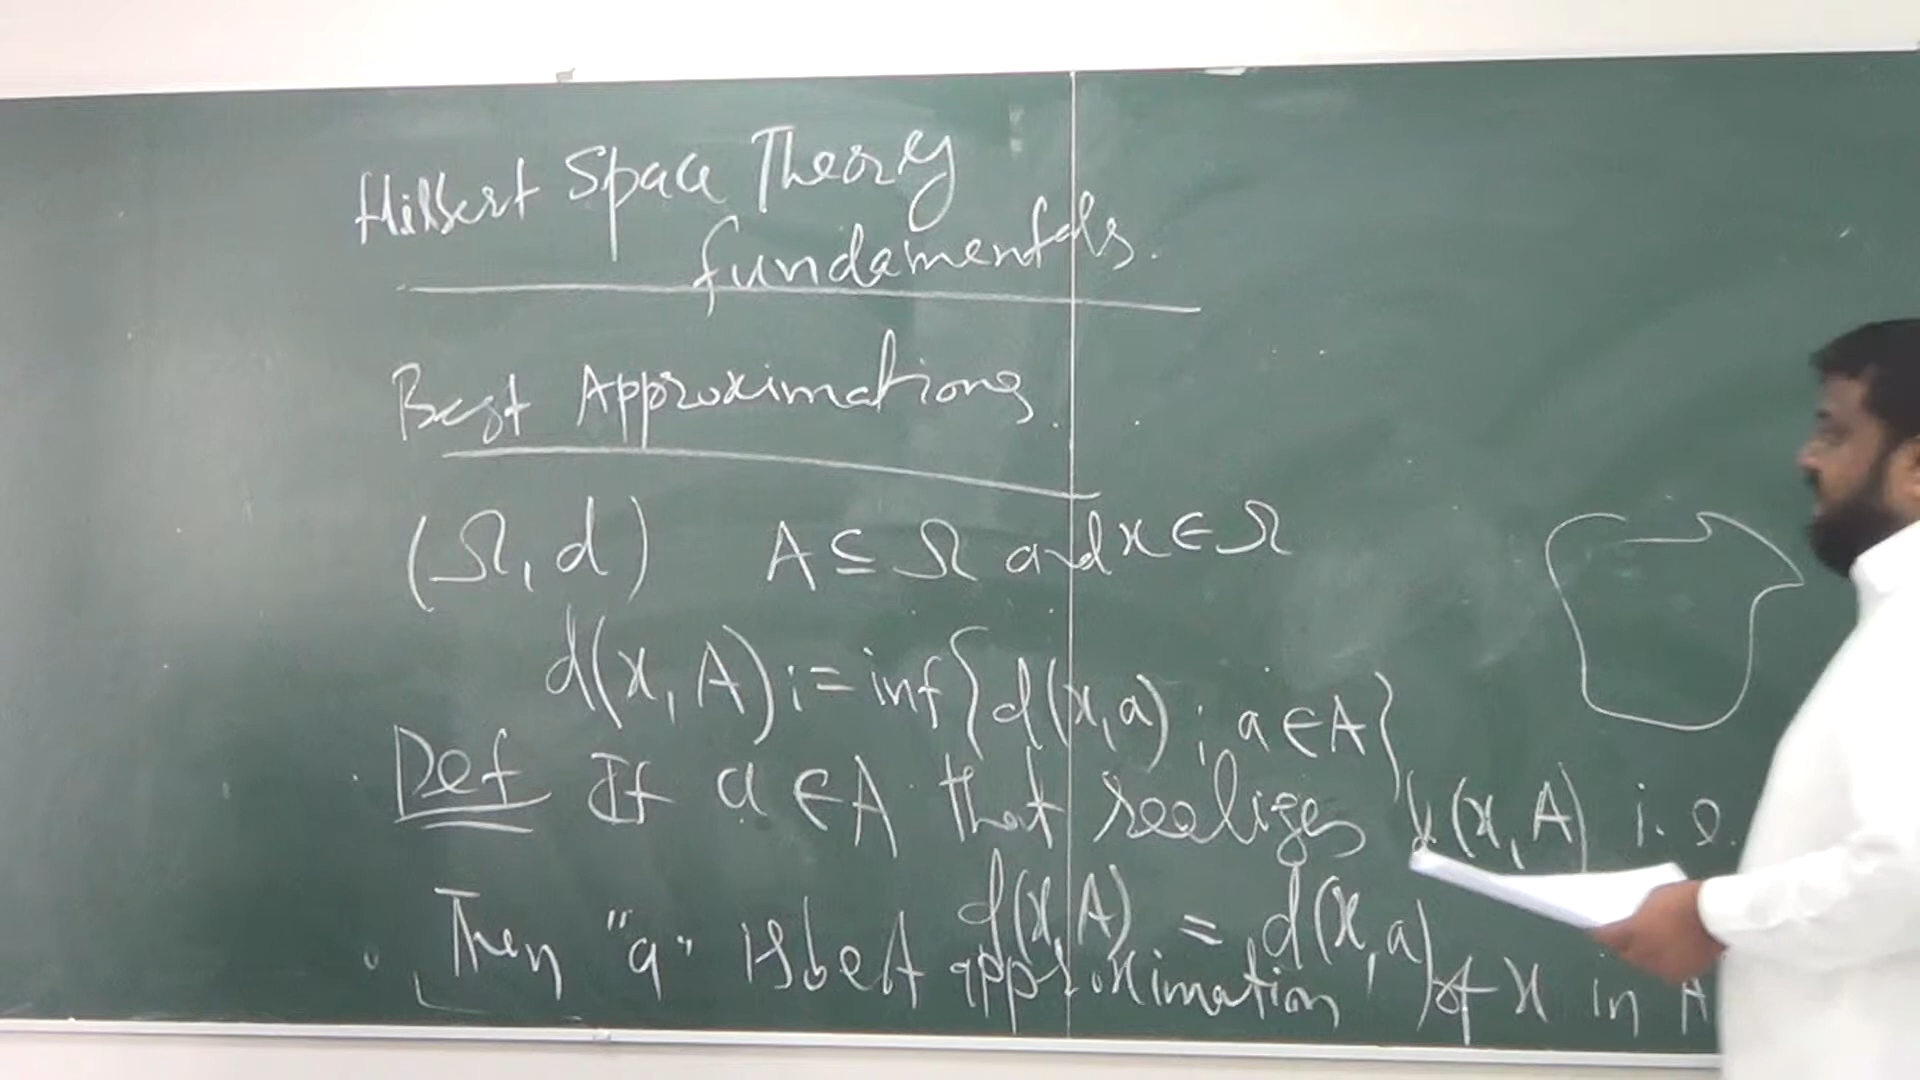 Hilbert Space Theory
fundamentals.
Best Approximations.
(Ω, d) A ⊆ Ω and x ∈ Ω
d(x, A) := inf{d(x, a) ; a ∈ A}
Def If a ∈ A that realizes d(x, A) i.e.
d(x, A) = d(x, a)
Then "a" is best approximation of x in A